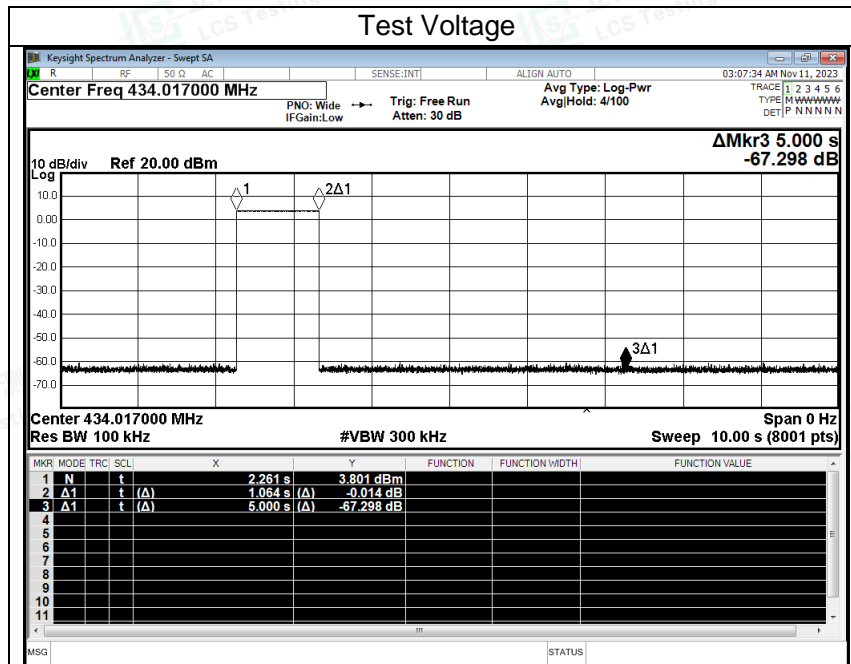 Test Voltage
Keysight Spectrum Analyzer - Swept SA
LXI R RF 50 Ω AC SENSE:INT ALIGN AUTO 03:07:34 AM Nov 11, 2023
Center Freq 434.017000 MHz
PNO: Wide
IFGain:Low
Trig: Free Run
Atten: 30 dB
Avg Type: Log-Pwr
Avg|Hold: 4/100
TRACE 1 2 3 4 5 6
TYPE M WWWWW
DET P N N N N N
ΔMkr3 5.000 s
-67.298 dB
10 dB/div Ref 20.00 dBm
Log
10.0
0.00
-10.0
-20.0
-30.0
-40.0
-50.0
-60.0
-70.0
1
2Δ1
3Δ1
Center 434.017000 MHz Span 0 Hz
Res BW 100 kHz #VBW 300 kHz Sweep 10.00 s (8001 pts)
MKR MODE TRC SCL X Y FUNCTION FUNCTION WIDTH FUNCTION VALUE
1 N t 2.261 s 3.801 dBm
2 Δ1 t (Δ) 1.064 s (Δ) -0.014 dB
3 Δ1 t (Δ) 5.000 s (Δ) -67.298 dB
4
5
6
7
8
9
10
11
MSG STATUS